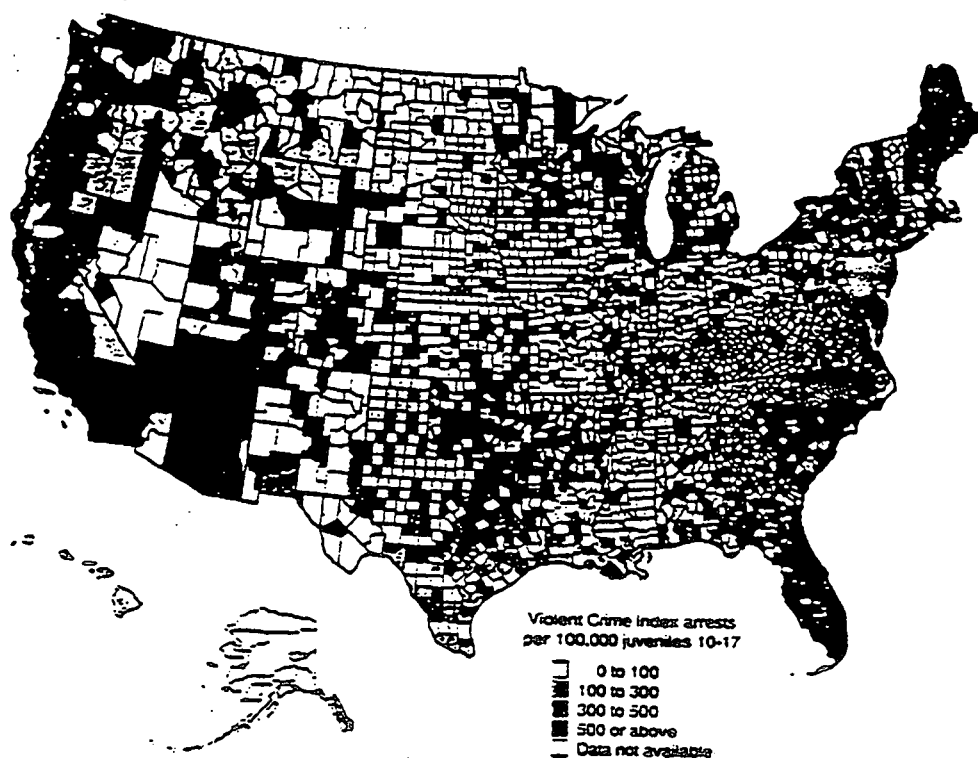 Violent Crime Index arrests
per 100,000 juveniles 10-17
0 to 100
100 to 300
300 to 500
500 or above
Data not available